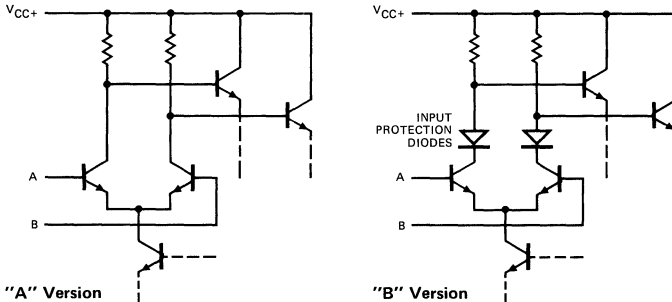 VCC+
A
B
"A" Version
VCC+
INPUT
PROTECTION
DIODES
A
B
"B" Version